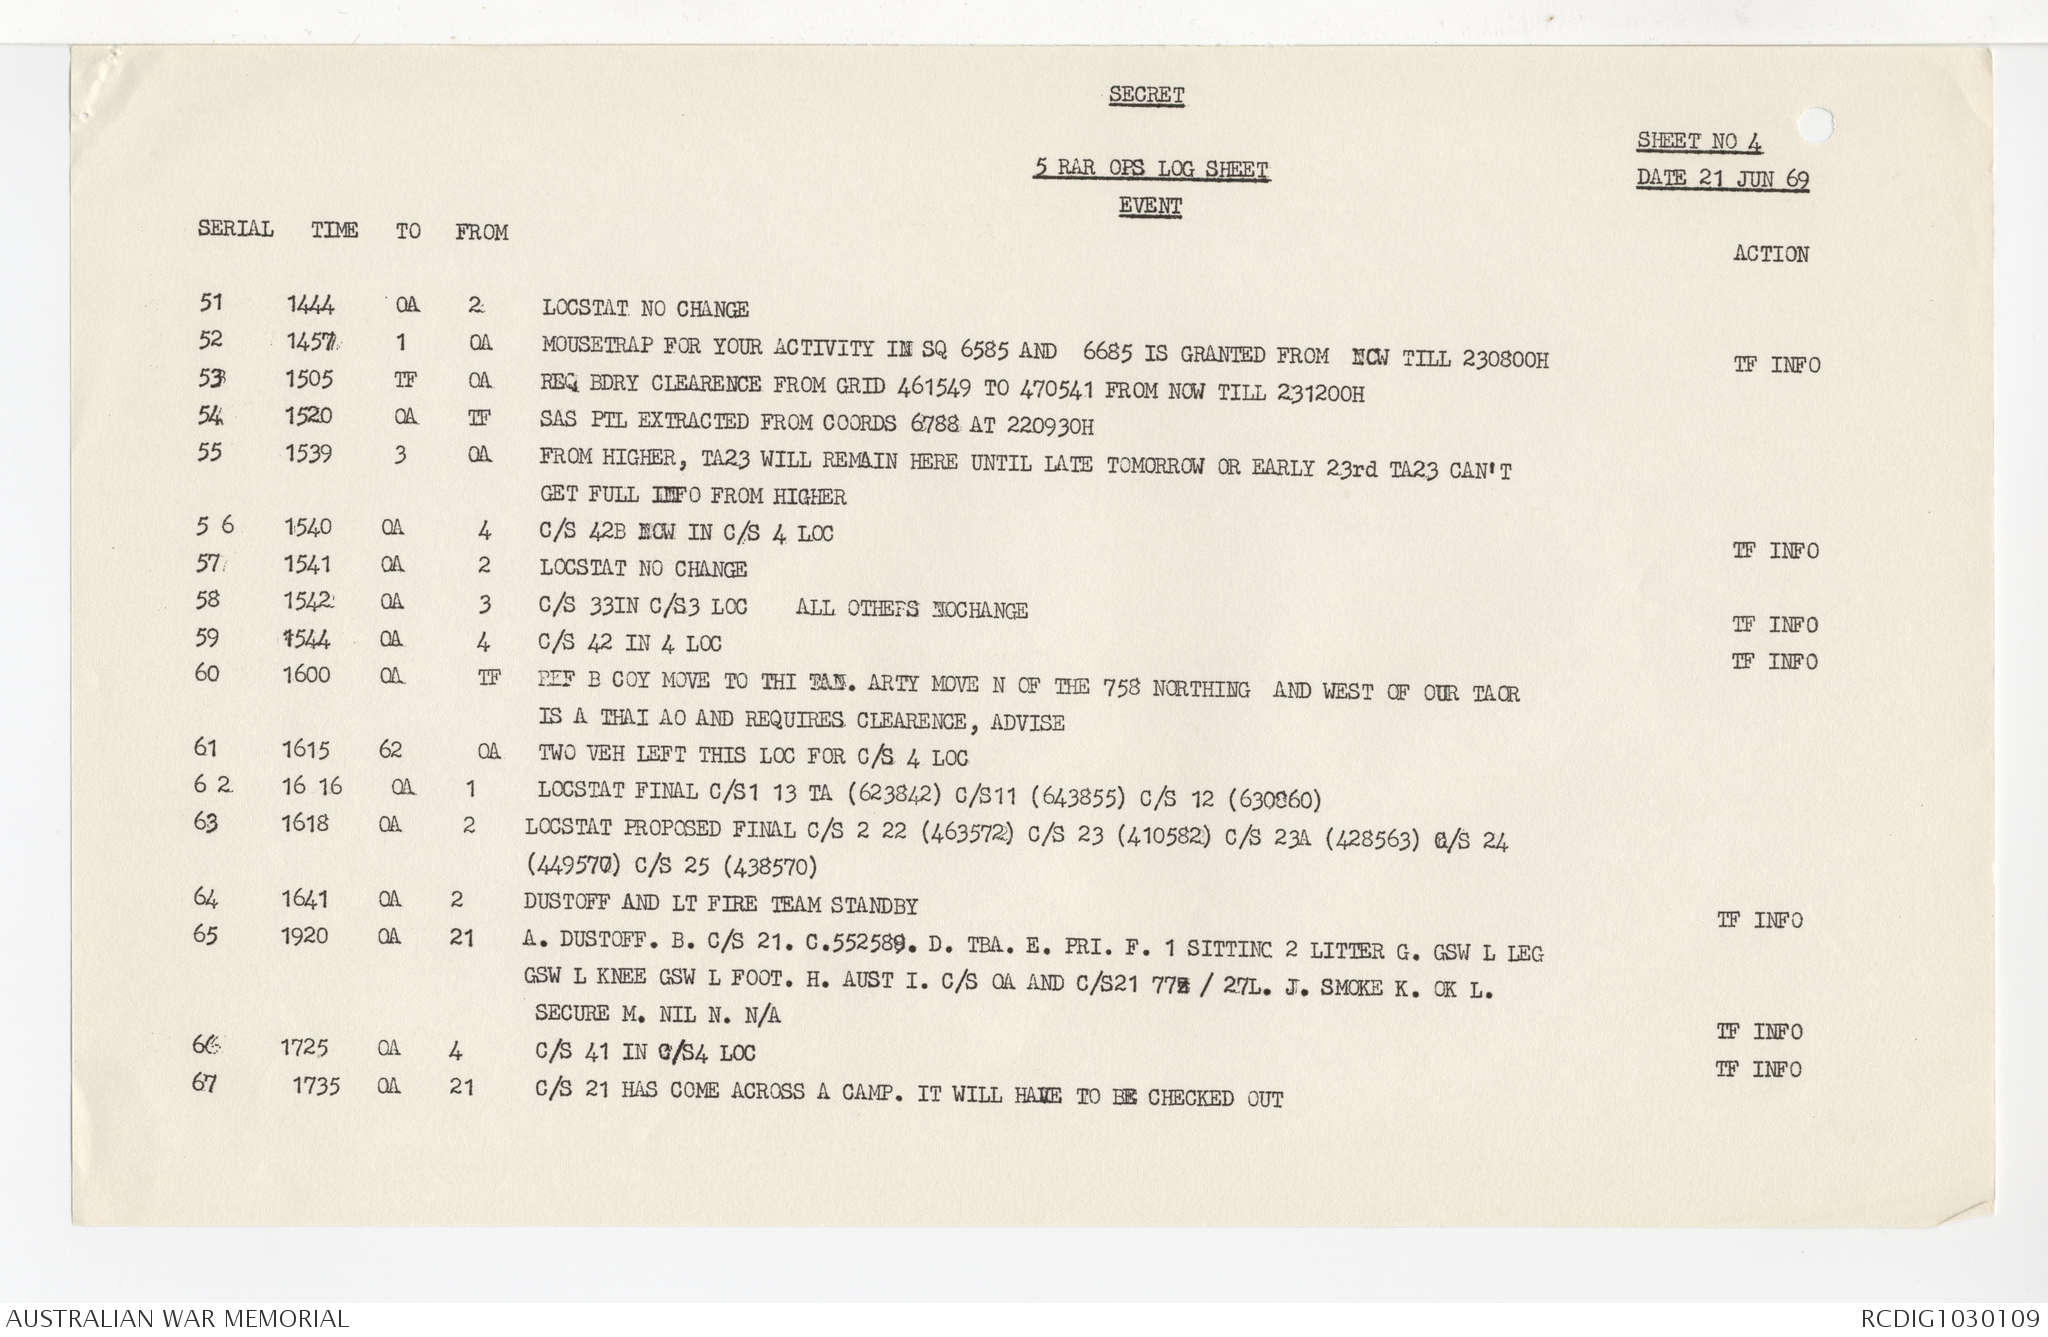 SECRET
SHEET NO 4
5 RAR OPS LOG SHEET
DATE 21 JUN 69
EVENT
SERIAL TIME TO FROM
ACTION
51 1444 OA 2 LOCSTAT NO CHANGE
52 1457 1 OA MOUSETRAP FOR YOUR ACTIVITY IN SQ 6585 AND 6685 IS GRANTED FROM NOW TILL 230800H TF INFO
53 1505 TF OA REQ BDRY CLEARENCE FROM GRID 461549 TO 470541 FROM NOW TILL 231200H
54 1520 OA TF SAS PTL EXTRACTED FROM COORDS 6788 AT 220930H
55 1539 3 OA FROM HIGHER, TA23 WILL REMAIN HERE UNTIL LATE TOMORROW OR EARLY 23rd TA23 CAN'T
GET FULL INFO FROM HIGHER
5 6 1540 OA 4 C/S 42B NOW IN C/S 4 LOC TF INFO
57 1541 OA 2 LOCSTAT NO CHANGE
58 1542 OA 3 C/S 33IN C/S3 LOC ALL OTHERS NOCHANGE TF INFO
59 1544 OA 4 C/S 42 IN 4 LOC TF INFO
60 1600 OA TF REF B COY MOVE TO THI TAN. ARTY MOVE N OF THE 758 NORTHING AND WEST OF OUR TAOR
IS A THAI AO AND REQUIRES CLEARENCE, ADVISE
61 1615 62 OA TWO VEH LEFT THIS LOC FOR C/S 4 LOC
6 2 16 16 OA 1 LOCSTAT FINAL C/S1 13 TA (623842) C/S11 (643855) C/S 12 (630860)
63 1618 OA 2 LOCSTAT PROPOSED FINAL C/S 2 22 (463572) C/S 23 (410582) C/S 23A (428563) C/S 24
(449570) C/S 25 (438570)
64 1641 OA 2 DUSTOFF AND LT FIRE TEAM STANDBY TF INFO
65 1920 OA 21 A. DUSTOFF. B. C/S 21. C.552589. D. TBA. E. PRI. F. 1 SITTING 2 LITTER G. GSW L LEG
GSW L KNEE GSW L FOOT. H. AUST I. C/S OA AND C/S21 / 27L. J. SMOKE K. OK L.
SECURE M. NIL N. N/A TF INFO
66 1725 OA 4 C/S 41 IN C/S4 LOC TF INFO
67 1735 OA 21 C/S 21 HAS COME ACROSS A CAMP. IT WILL HAVE TO BE CHECKED OUT
AUSTRALIAN WAR MEMORIAL RCDIG1030109